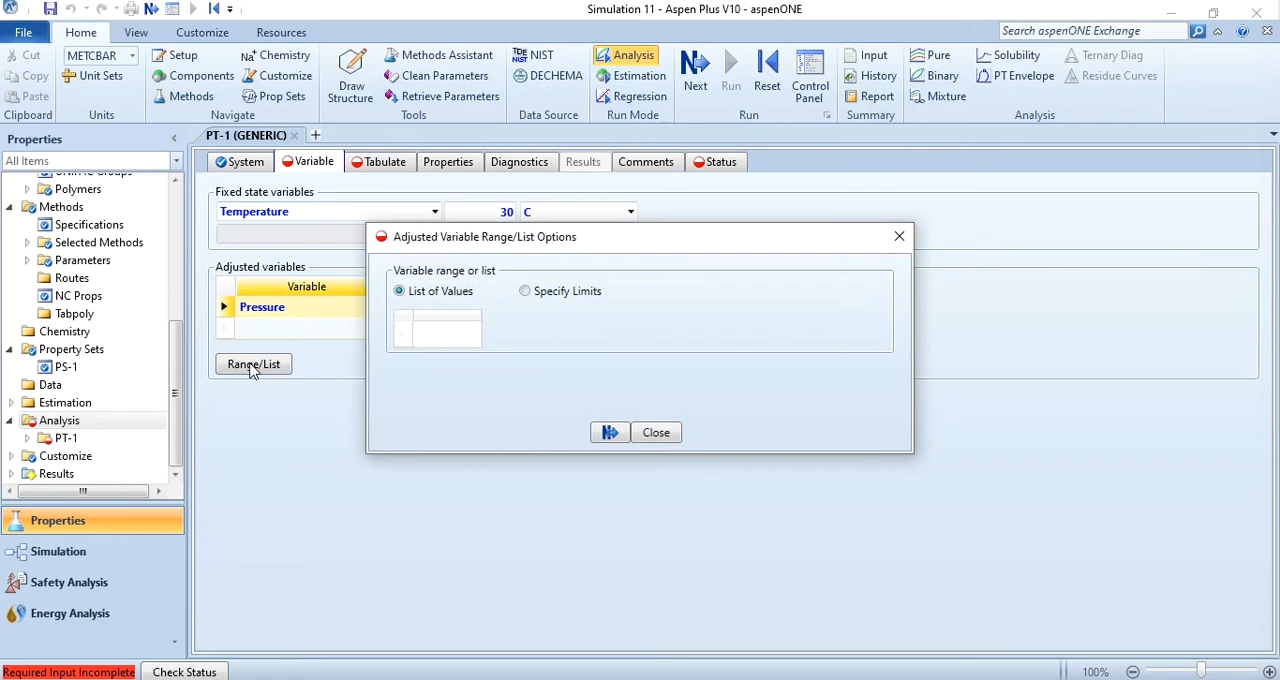 Simulation 11 - Aspen Plus V10 - aspenONE
File Home View Customize Resources Search aspenONE Exchange
Cut METCBAR Setup Chemistry Methods Assistant NIST Analysis Input Pure Solubility Ternary Diag
Copy Unit Sets Components Customize Clean Parameters DECHEMA Estimation History Binary PT Envelope Residue Curves
Paste Methods Prop Sets Draw Structure Retrieve Parameters Regression Next Run Reset Control Panel Report Mixture
Clipboard Units Navigate Tools Data Source Run Mode Run Summary Analysis
Properties PT-1 (GENERIC)
All Items System Variable Tabulate Properties Diagnostics Results Comments Status
Polymers
Methods
Specifications
Selected Methods
Parameters
Routes
NC Props
Tabpoly
Chemistry
Property Sets
PS-1
Data
Estimation
Analysis
PT-1
Customize
Results
Properties
Simulation
Safety Analysis
Energy Analysis
Fixed state variables
Temperature 30 C
Adjusted variables
Variable
Pressure
Range/List
Adjusted Variable Range/List Options
Variable range or list
List of Values Specify Limits
Close
Required Input Incomplete Check Status 100%